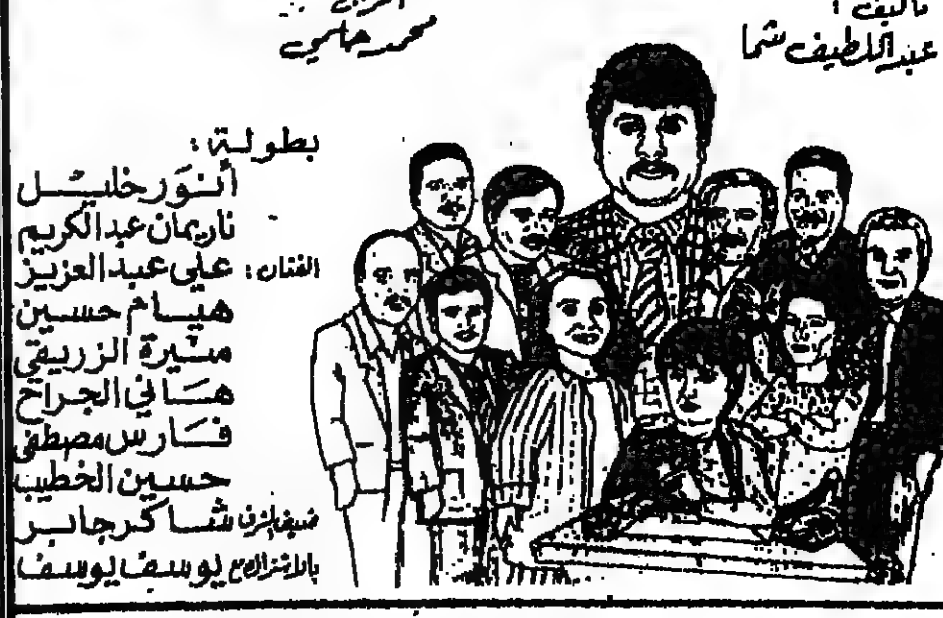 تأليف :
عبد اللطيف شما
محمد حلمي
بطولة :
أنور خليل
ناريمان عبد الكريم
الفنان : علي عبد العزيز
هيام حسين
منيرة الزريقي
هاني الجراح
فارس مصطفى
حسين الخطيب
ضيف الشرف شاكر جابر
بالاشتراك مع يوسف يوسف